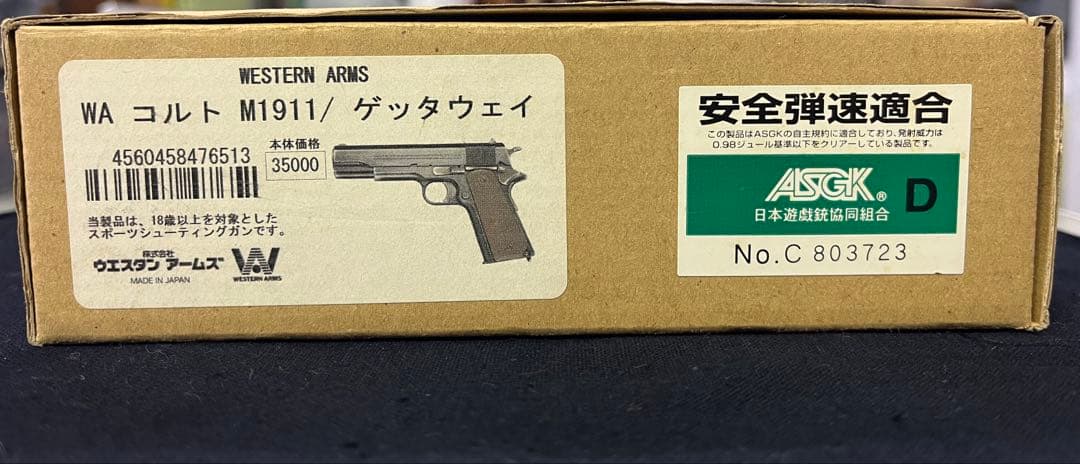 WESTERN ARMS
WA コルト M1911/ ゲッタウェイ
4560458476513
本体価格
35000
当製品は、18歳以上を対象とした
スポーツシューティングガンです。
株式会社
ウエスタン アームズ
MADE IN JAPAN
WA
WESTERN ARMS
安全弾速適合
この製品はASGKの自主規約に適合しており、発射威力は
0.98ジュール基準以下をクリアーしている製品です。
ASGK®
日本遊戯銃協同組合
D
No.C 803723